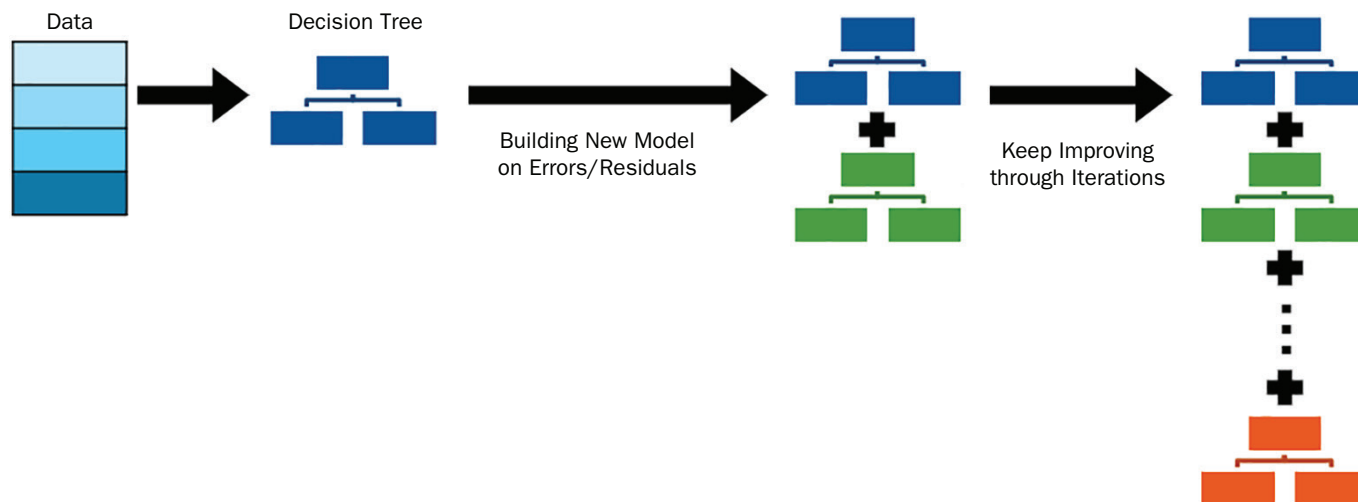 Data
Decision Tree
Building New Model
on Errors/Residuals
Keep Improving
through Iterations